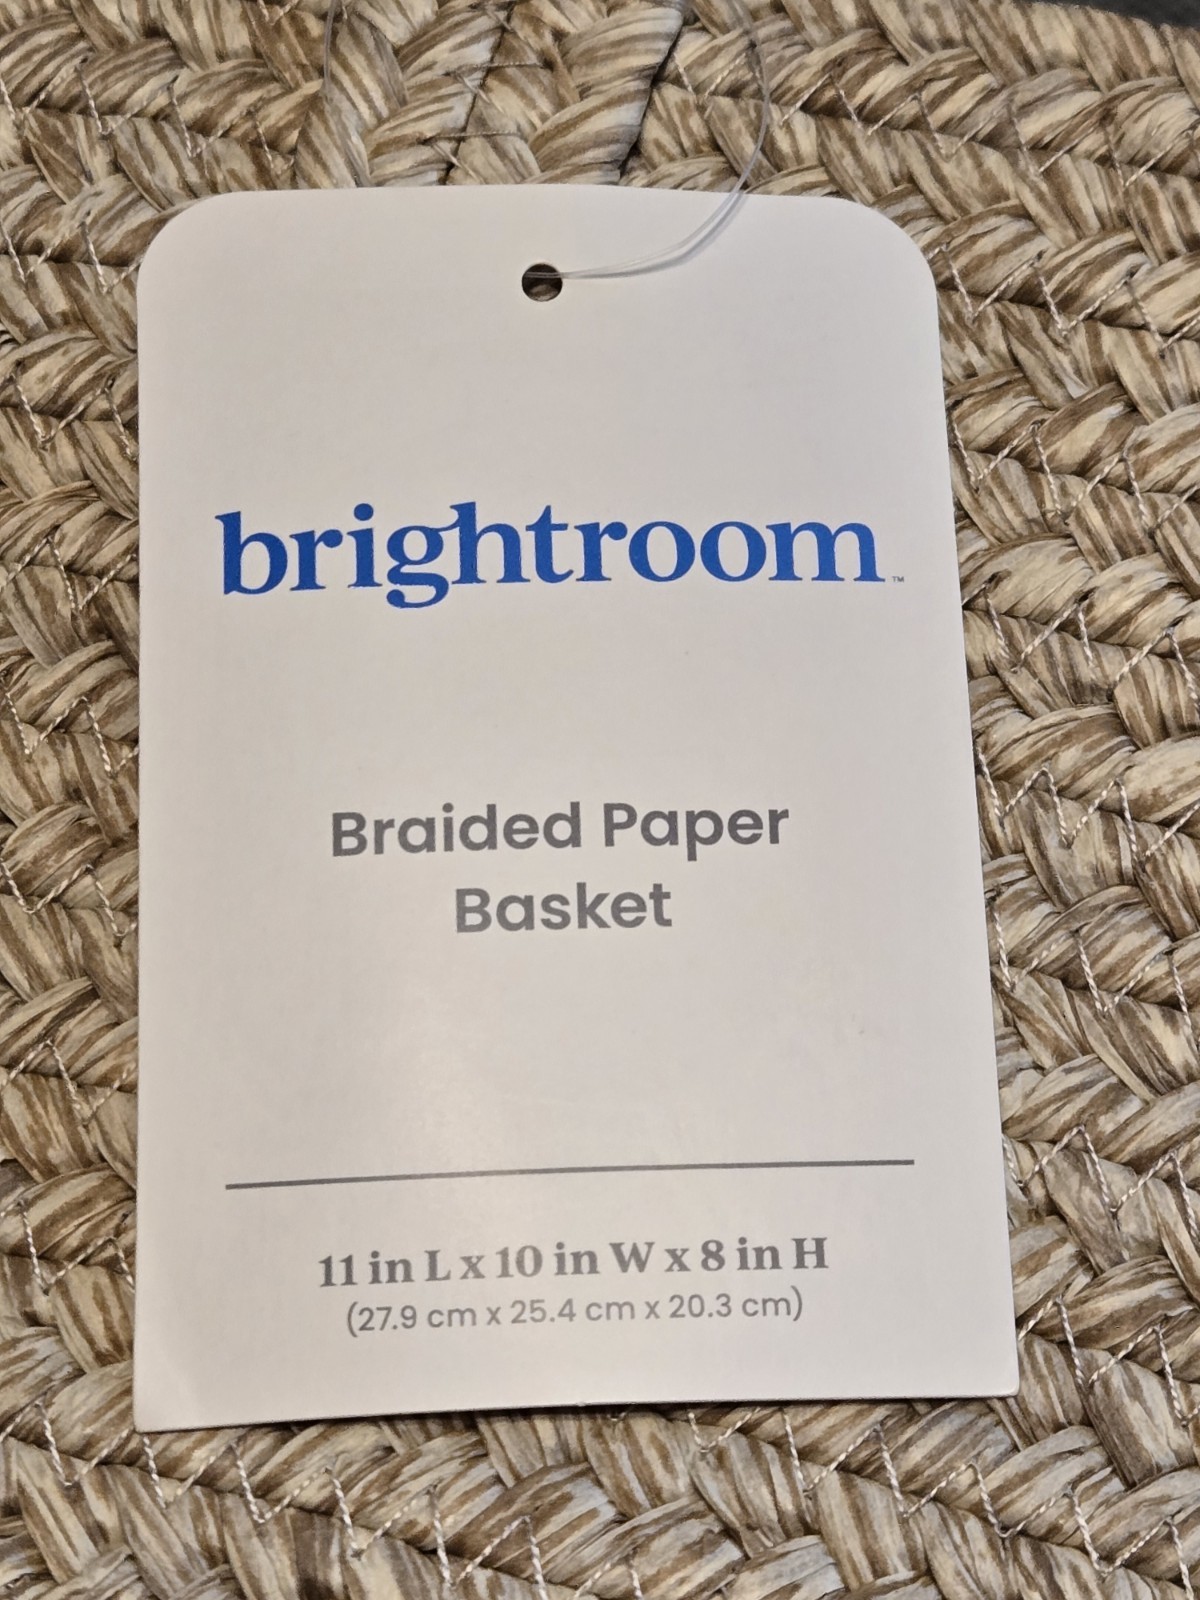 brightroom™
Braided Paper
Basket
11 in L x 10 in W x 8 in H
(27.9 cm x 25.4 cm x 20.3 cm)